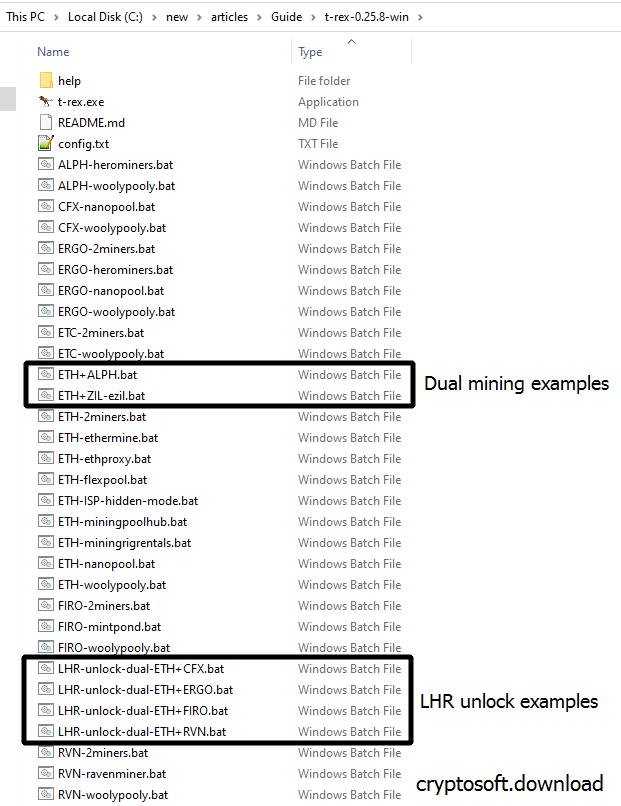 This PC > Local Disk (C:) > new > articles > Guide > t-rex-0.25.8-win >
Name Type
help File folder
t-rex.exe Application
README.md MD File
config.txt TXT File
ALPH-herominers.bat Windows Batch File
ALPH-woolypooly.bat Windows Batch File
CFX-nanopool.bat Windows Batch File
CFX-woolypooly.bat Windows Batch File
ERGO-2miners.bat Windows Batch File
ERGO-herominers.bat Windows Batch File
ERGO-nanopool.bat Windows Batch File
ERGO-woolypooly.bat Windows Batch File
ETC-2miners.bat Windows Batch File
ETC-woolypooly.bat Windows Batch File
ETH+ALPH.bat Windows Batch File
Dual mining examples
ETH+ZIL-ezil.bat Windows Batch File
ETH-2miners.bat Windows Batch File
ETH-ethermine.bat Windows Batch File
ETH-ethproxy.bat Windows Batch File
ETH-flexpool.bat Windows Batch File
ETH-ISP-hidden-mode.bat Windows Batch File
ETH-miningpoolhub.bat Windows Batch File
ETH-miningrigrentals.bat Windows Batch File
ETH-nanopool.bat Windows Batch File
ETH-woolypooly.bat Windows Batch File
FIRO-2miners.bat Windows Batch File
FIRO-mintpond.bat Windows Batch File
FIRO-woolypooly.bat Windows Batch File
LHR-unlock-dual-ETH+CFX.bat Windows Batch File
LHR-unlock-dual-ETH+ERGO.bat Windows Batch File
LHR unlock examples
LHR-unlock-dual-ETH+FIRO.bat Windows Batch File
LHR-unlock-dual-ETH+RVN.bat Windows Batch File
RVN-2miners.bat Windows Batch File
RVN-ravenminer.bat Windows Batch File
cryptosoft.download
RVN-woolypooly.bat Windows Batch File